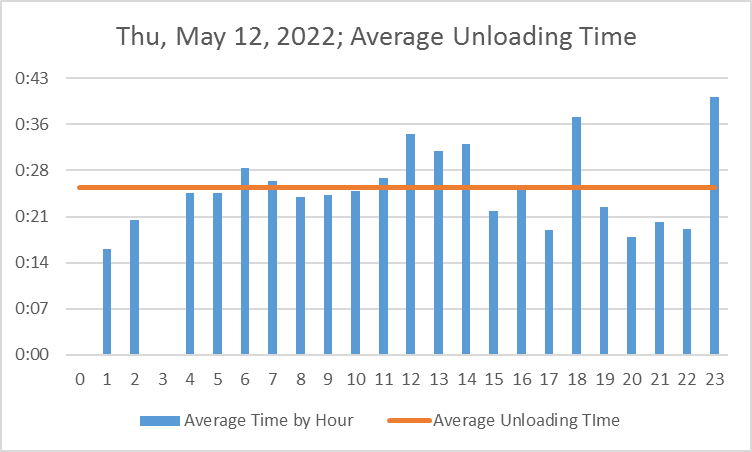 Thu, May 12, 2022; Average Unloading Time
0:43
0:36
0:28
0:21
0:14
0:07
0:00
0 1 2 3 4 5 6 7 8 9 10 11 12 13 14 15 16 17 18 19 20 21 22 23
Average Time by Hour Average Unloading TIme